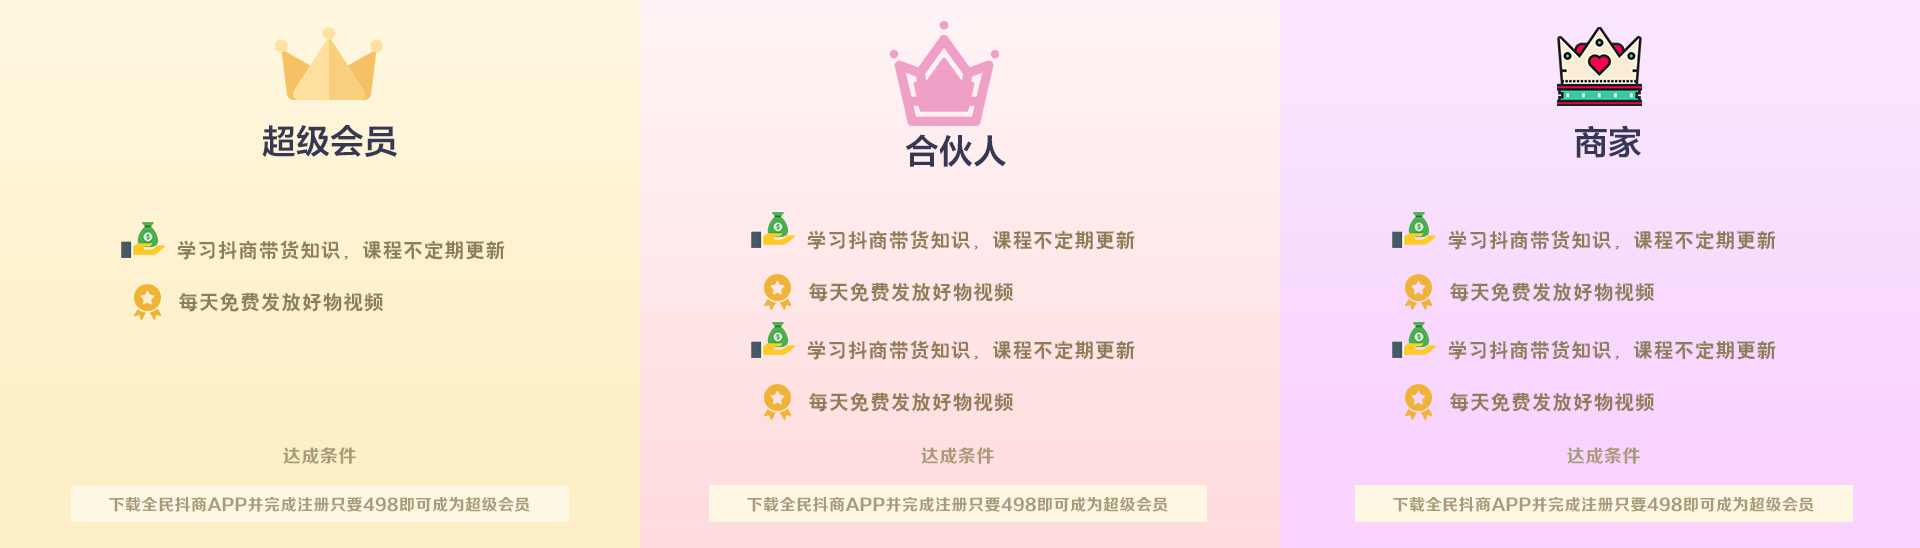 超级会员
学习抖商带货知识，课程不定期更新
每天免费发放好物视频
达成条件
下载全民抖商APP并完成注册只要498即可成为超级会员
合伙人
学习抖商带货知识，课程不定期更新
每天免费发放好物视频
学习抖商带货知识，课程不定期更新
每天免费发放好物视频
达成条件
下载全民抖商APP并完成注册只要498即可成为超级会员
商家
学习抖商带货知识，课程不定期更新
每天免费发放好物视频
学习抖商带货知识，课程不定期更新
每天免费发放好物视频
达成条件
下载全民抖商APP并完成注册只要498即可成为超级会员